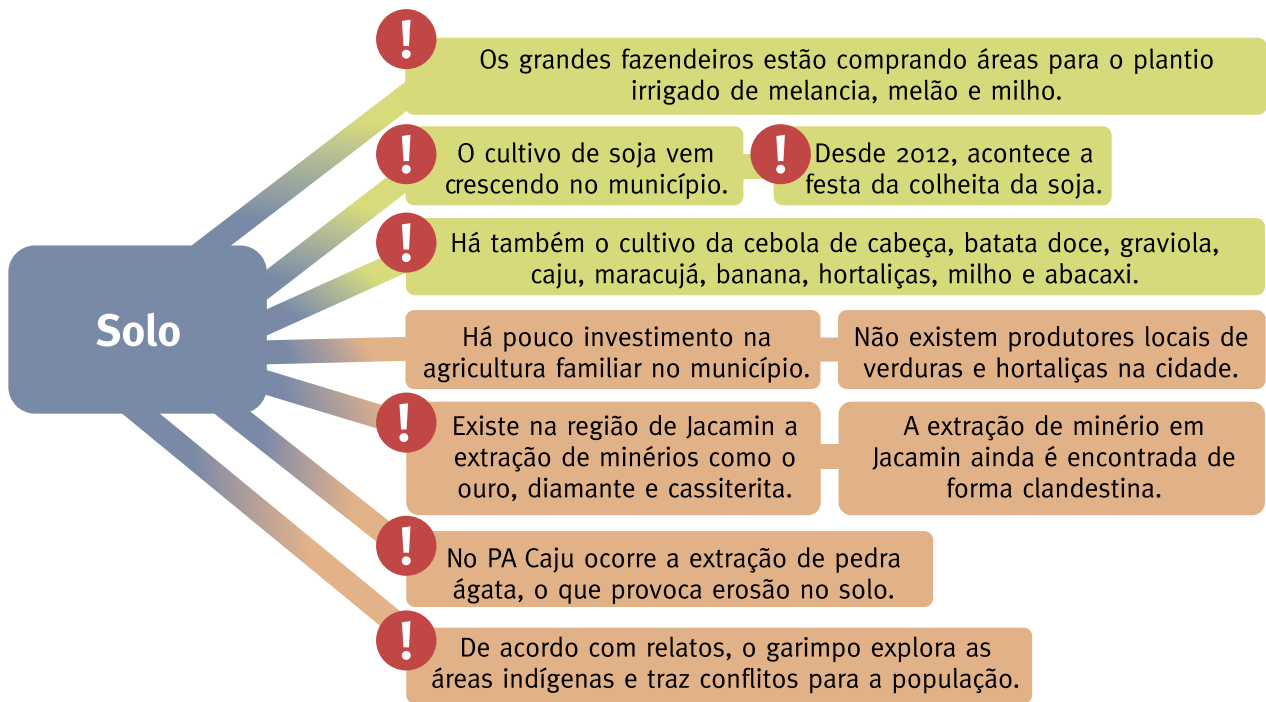 Solo
!
Os grandes fazendeiros estão comprando áreas para o plantio
irrigado de melancia, melão e milho.
!
O cultivo de soja vem
crescendo no município.
!
Desde 2012, acontece a
festa da colheita da soja.
!
Há também o cultivo da cebola de cabeça, batata doce, graviola,
caju, maracujá, banana, hortaliças, milho e abacaxi.
Há pouco investimento na
agricultura familiar no município.
Não existem produtores locais de
verduras e hortaliças na cidade.
!
Existe na região de Jacamin a
extração de minérios como o
ouro, diamante e cassiterita.
A extração de minério em
Jacamin ainda é encontrada de
forma clandestina.
!
No PA Caju ocorre a extração de pedra
ágata, o que provoca erosão no solo.
!
De acordo com relatos, o garimpo explora as
áreas indígenas e traz conflitos para a população.